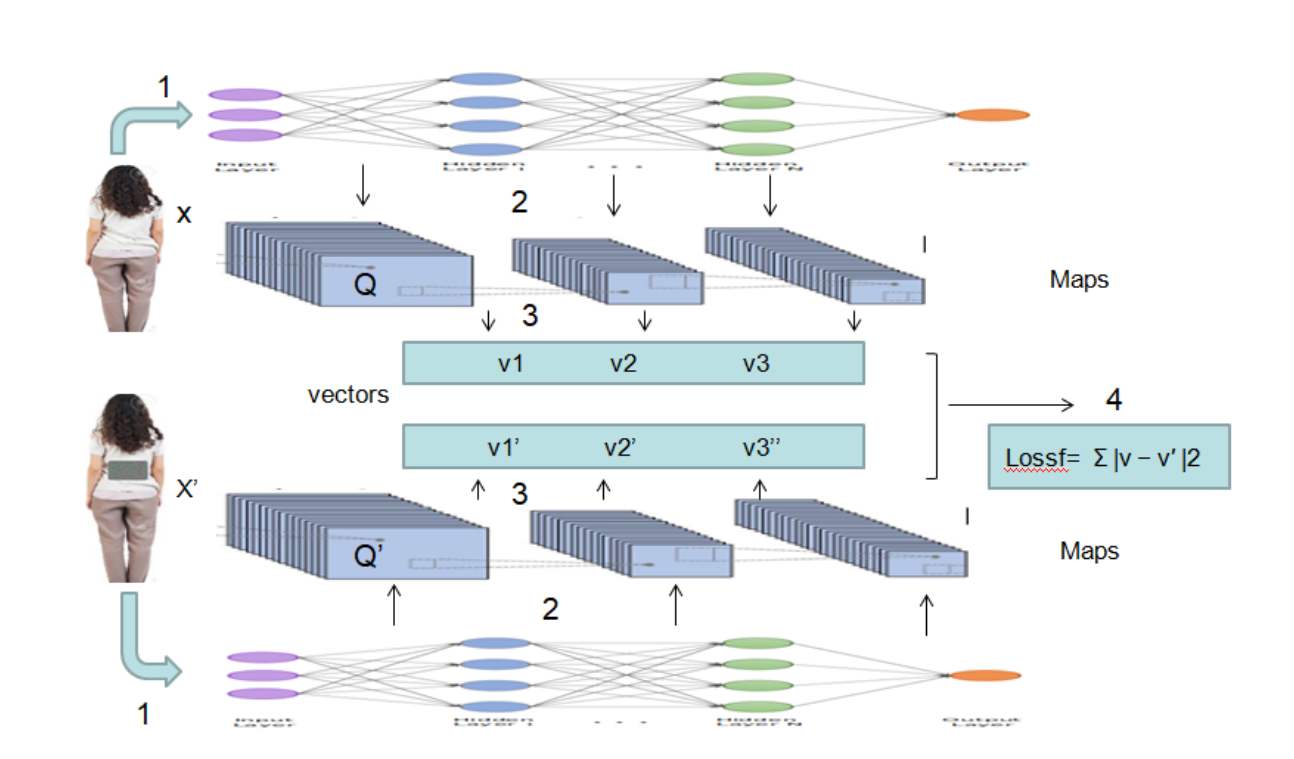 1
Input Layer
Hidden Layer 1
. . .
Hidden Layer N
Output Layer
x
2
Q
Maps
3
v1 v2 v3
vectors
v1’ v2’ v3’’
4
Lossf= Σ |v − v′ |2
X’
3
Q’
Maps
2
1
Input Layer
Hidden Layer 1
. . .
Hidden Layer N
Output Layer